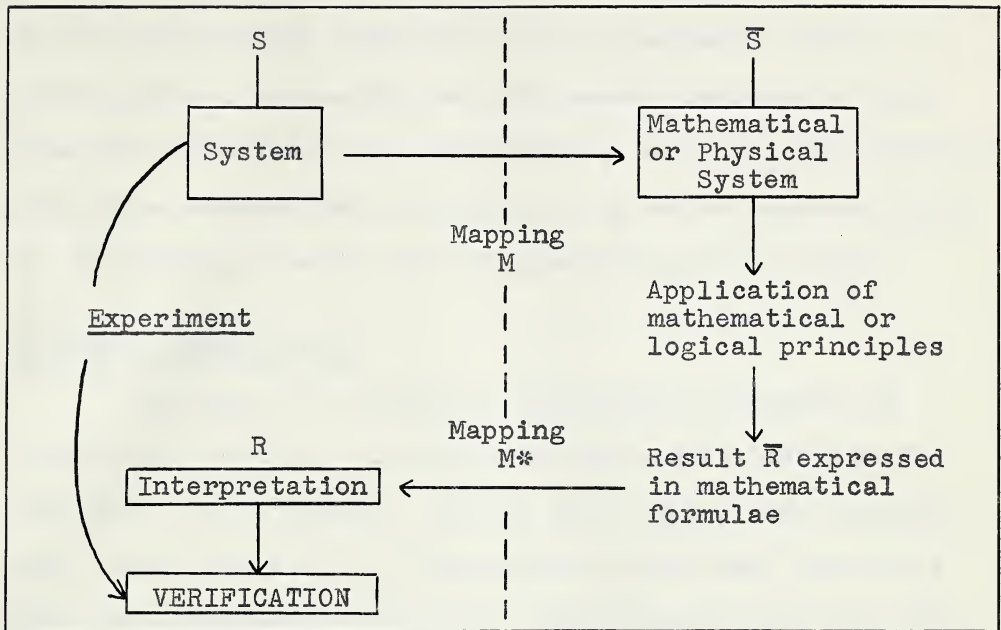 S
S̅
System
Mathematical
or Physical
System
Mapping
M
Application of
mathematical or
logical principles
Experiment
Mapping
M*
R
Interpretation
Result R̅ expressed
in mathematical
formulae
VERIFICATION